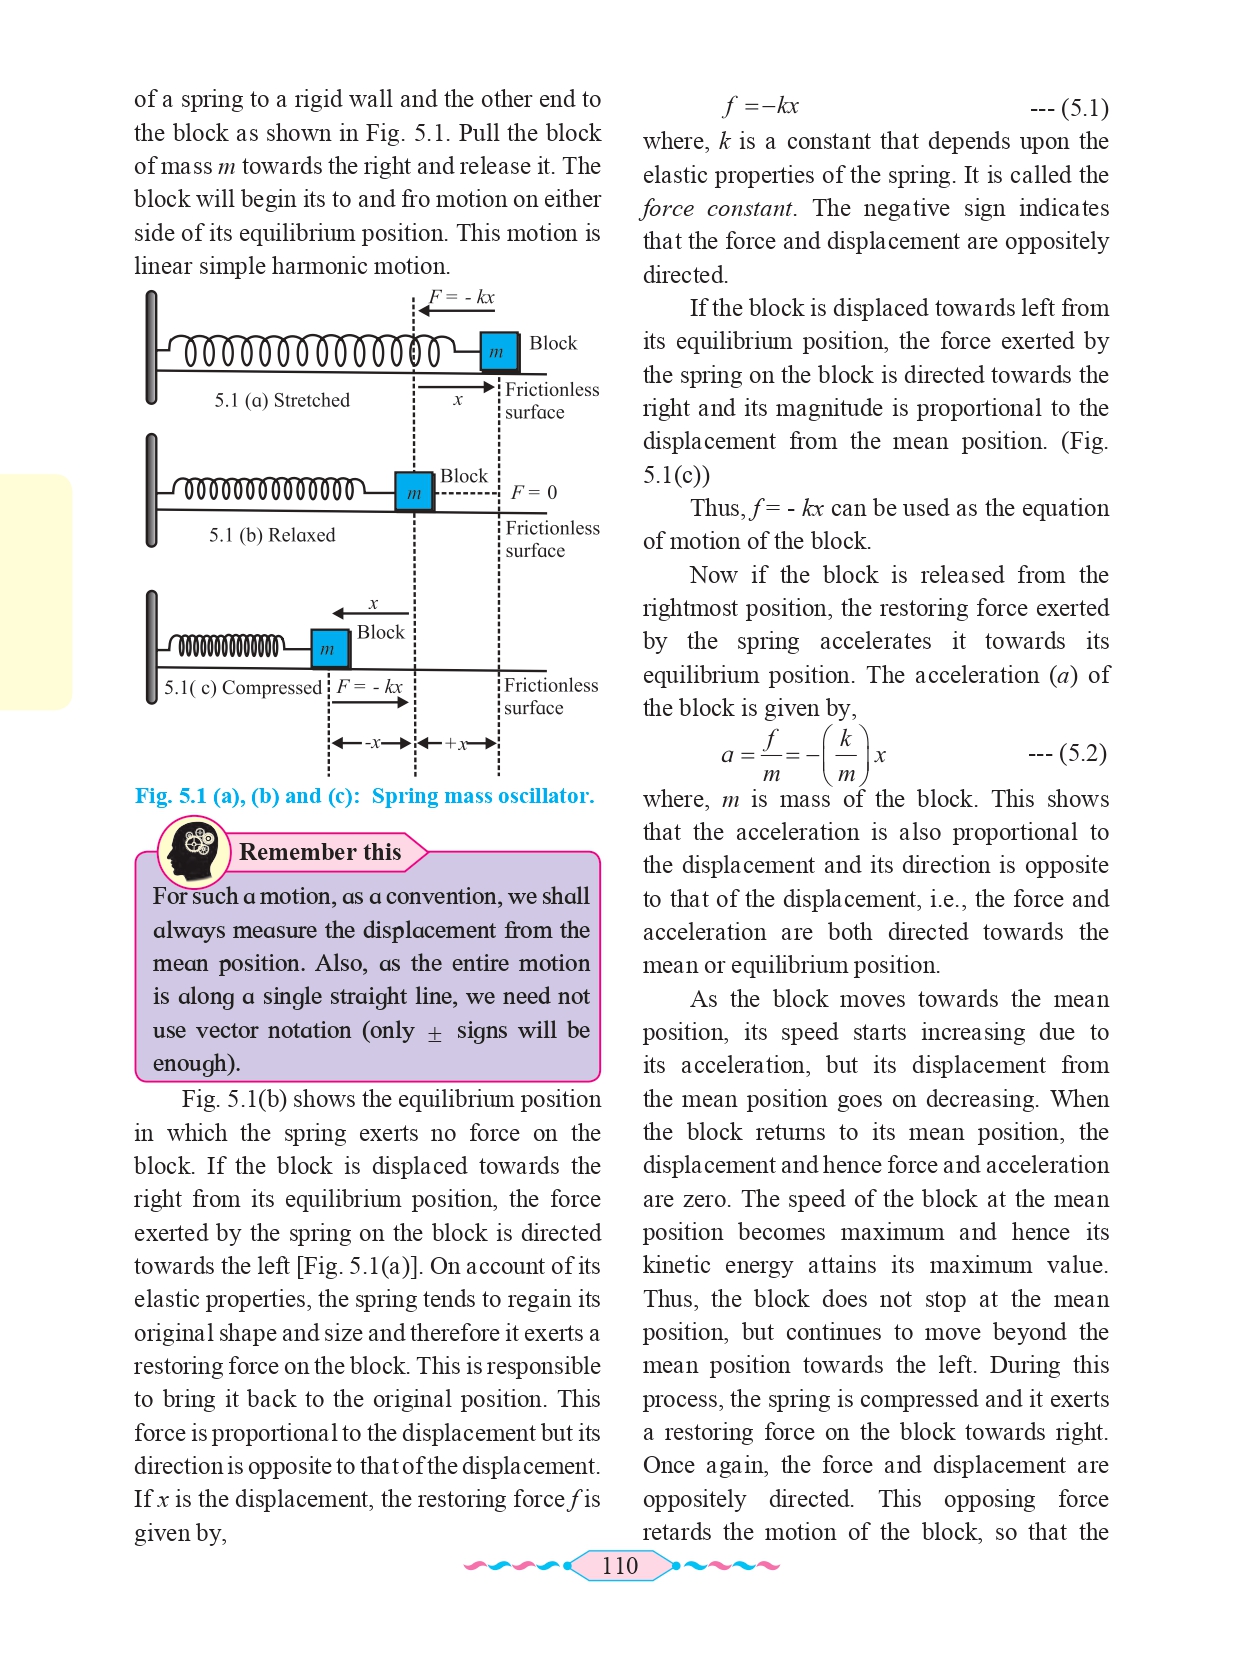 of a spring to a rigid wall and the other end to
the block as shown in Fig. 5.1. Pull the block
of mass m towards the right and release it. The
block will begin its to and fro motion on either
side of its equilibrium position. This motion is
linear simple harmonic motion.
F = - kx
m
Block
x
Frictionless
surface
5.1 (a) Stretched
Block
m
F = 0
Frictionless
surface
5.1 (b) Relaxed
x
Block
m
5.1( c) Compressed
F = - kx
Frictionless
surface
-x
+x
Fig. 5.1 (a), (b) and (c): Spring mass oscillator.
Remember this
For such a motion, as a convention, we shall
always measure the displacement from the
mean position. Also, as the entire motion
is along a single straight line, we need not
use vector notation (only ± signs will be
enough).
Fig. 5.1(b) shows the equilibrium position
in which the spring exerts no force on the
block. If the block is displaced towards the
right from its equilibrium position, the force
exerted by the spring on the block is directed
towards the left [Fig. 5.1(a)]. On account of its
elastic properties, the spring tends to regain its
original shape and size and therefore it exerts a
restoring force on the block. This is responsible
to bring it back to the original position. This
force is proportional to the displacement but its
direction is opposite to that of the displacement.
If x is the displacement, the restoring force f is
given by,
f = -kx --- (5.1)
where, k is a constant that depends upon the
elastic properties of the spring. It is called the
force constant. The negative sign indicates
that the force and displacement are oppositely
directed.
If the block is displaced towards left from
its equilibrium position, the force exerted by
the spring on the block is directed towards the
right and its magnitude is proportional to the
displacement from the mean position. (Fig.
5.1(c))
Thus, f = - kx can be used as the equation
of motion of the block.
Now if the block is released from the
rightmost position, the restoring force exerted
by the spring accelerates it towards its
equilibrium position. The acceleration (a) of
the block is given by,
a = f/m = -(k/m) x --- (5.2)
where, m is mass of the block. This shows
that the acceleration is also proportional to
the displacement and its direction is opposite
to that of the displacement, i.e., the force and
acceleration are both directed towards the
mean or equilibrium position.
As the block moves towards the mean
position, its speed starts increasing due to
its acceleration, but its displacement from
the mean position goes on decreasing. When
the block returns to its mean position, the
displacement and hence force and acceleration
are zero. The speed of the block at the mean
position becomes maximum and hence its
kinetic energy attains its maximum value.
Thus, the block does not stop at the mean
position, but continues to move beyond the
mean position towards the left. During this
process, the spring is compressed and it exerts
a restoring force on the block towards right.
Once again, the force and displacement are
oppositely directed. This opposing force
retards the motion of the block, so that the
110